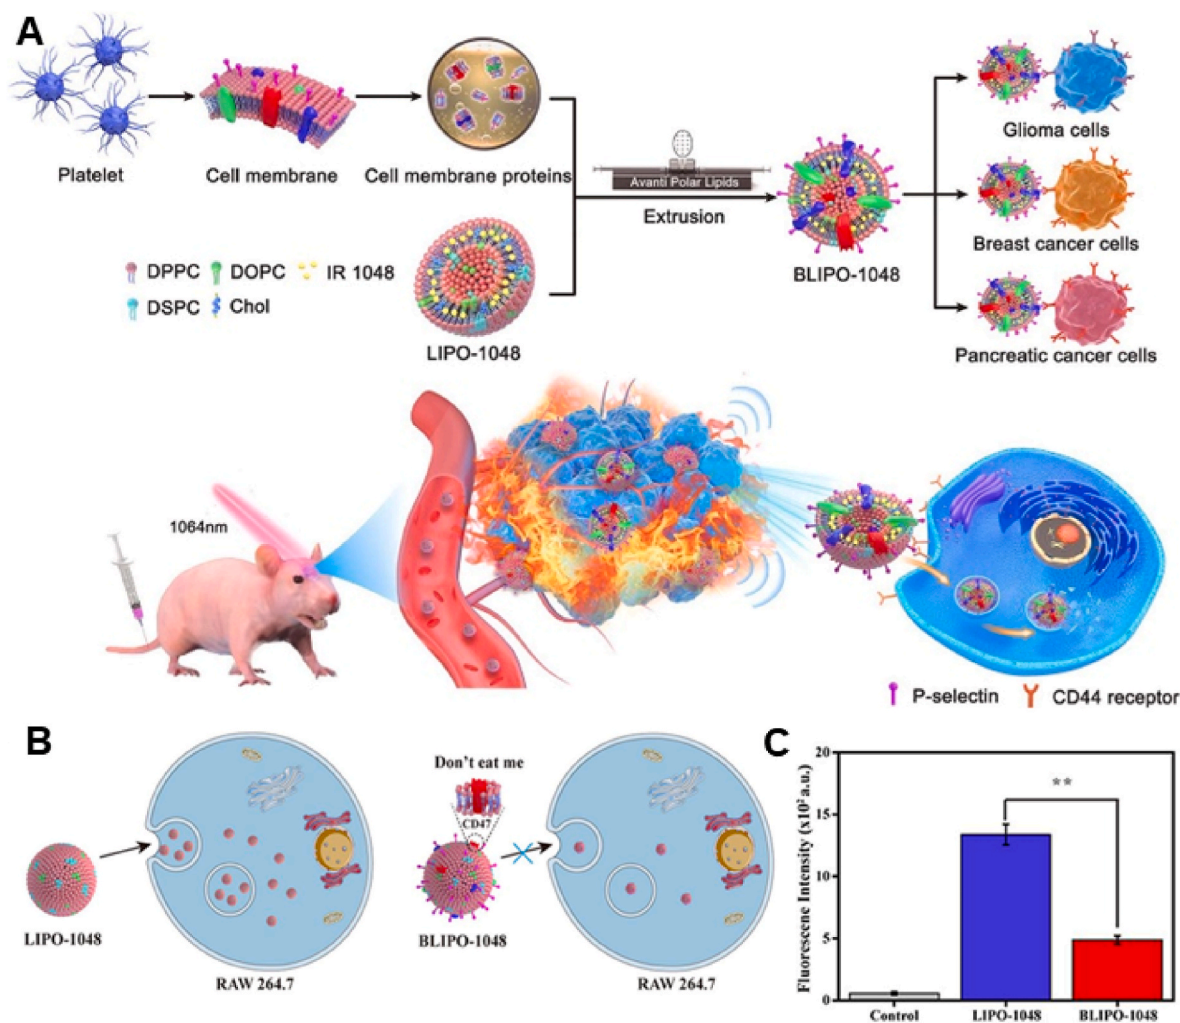 A
Platelet
Cell membrane
Cell membrane proteins
Avanti Polar Lipids
Extrusion
BLIPO-1048
Glioma cells
Breast cancer cells
Pancreatic cancer cells
DPPC
DOPC
IR 1048
DSPC
Chol
LIPO-1048
1064nm
P-selectin
CD44 receptor
B
LIPO-1048
RAW 264.7
Don't eat me
CD47
BLIPO-1048
RAW 264.7
C
Fluorescene Intensity (x10² a.u.)
20
15
10
5
0
**
Control
LIPO-1048
BLIPO-1048